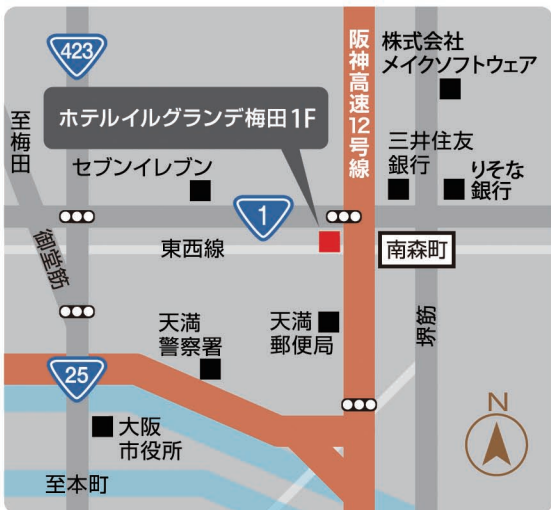 423
阪神高速12号線
株式会社
メイクソフトウェア
ホテルイルグランデ梅田1F
至梅田
セブンイレブン
三井住友
銀行
りそな
銀行
1
東西線
南森町
御堂筋
天満
警察署
天満
郵便局
堺筋
25
大阪
市役所
至本町
N